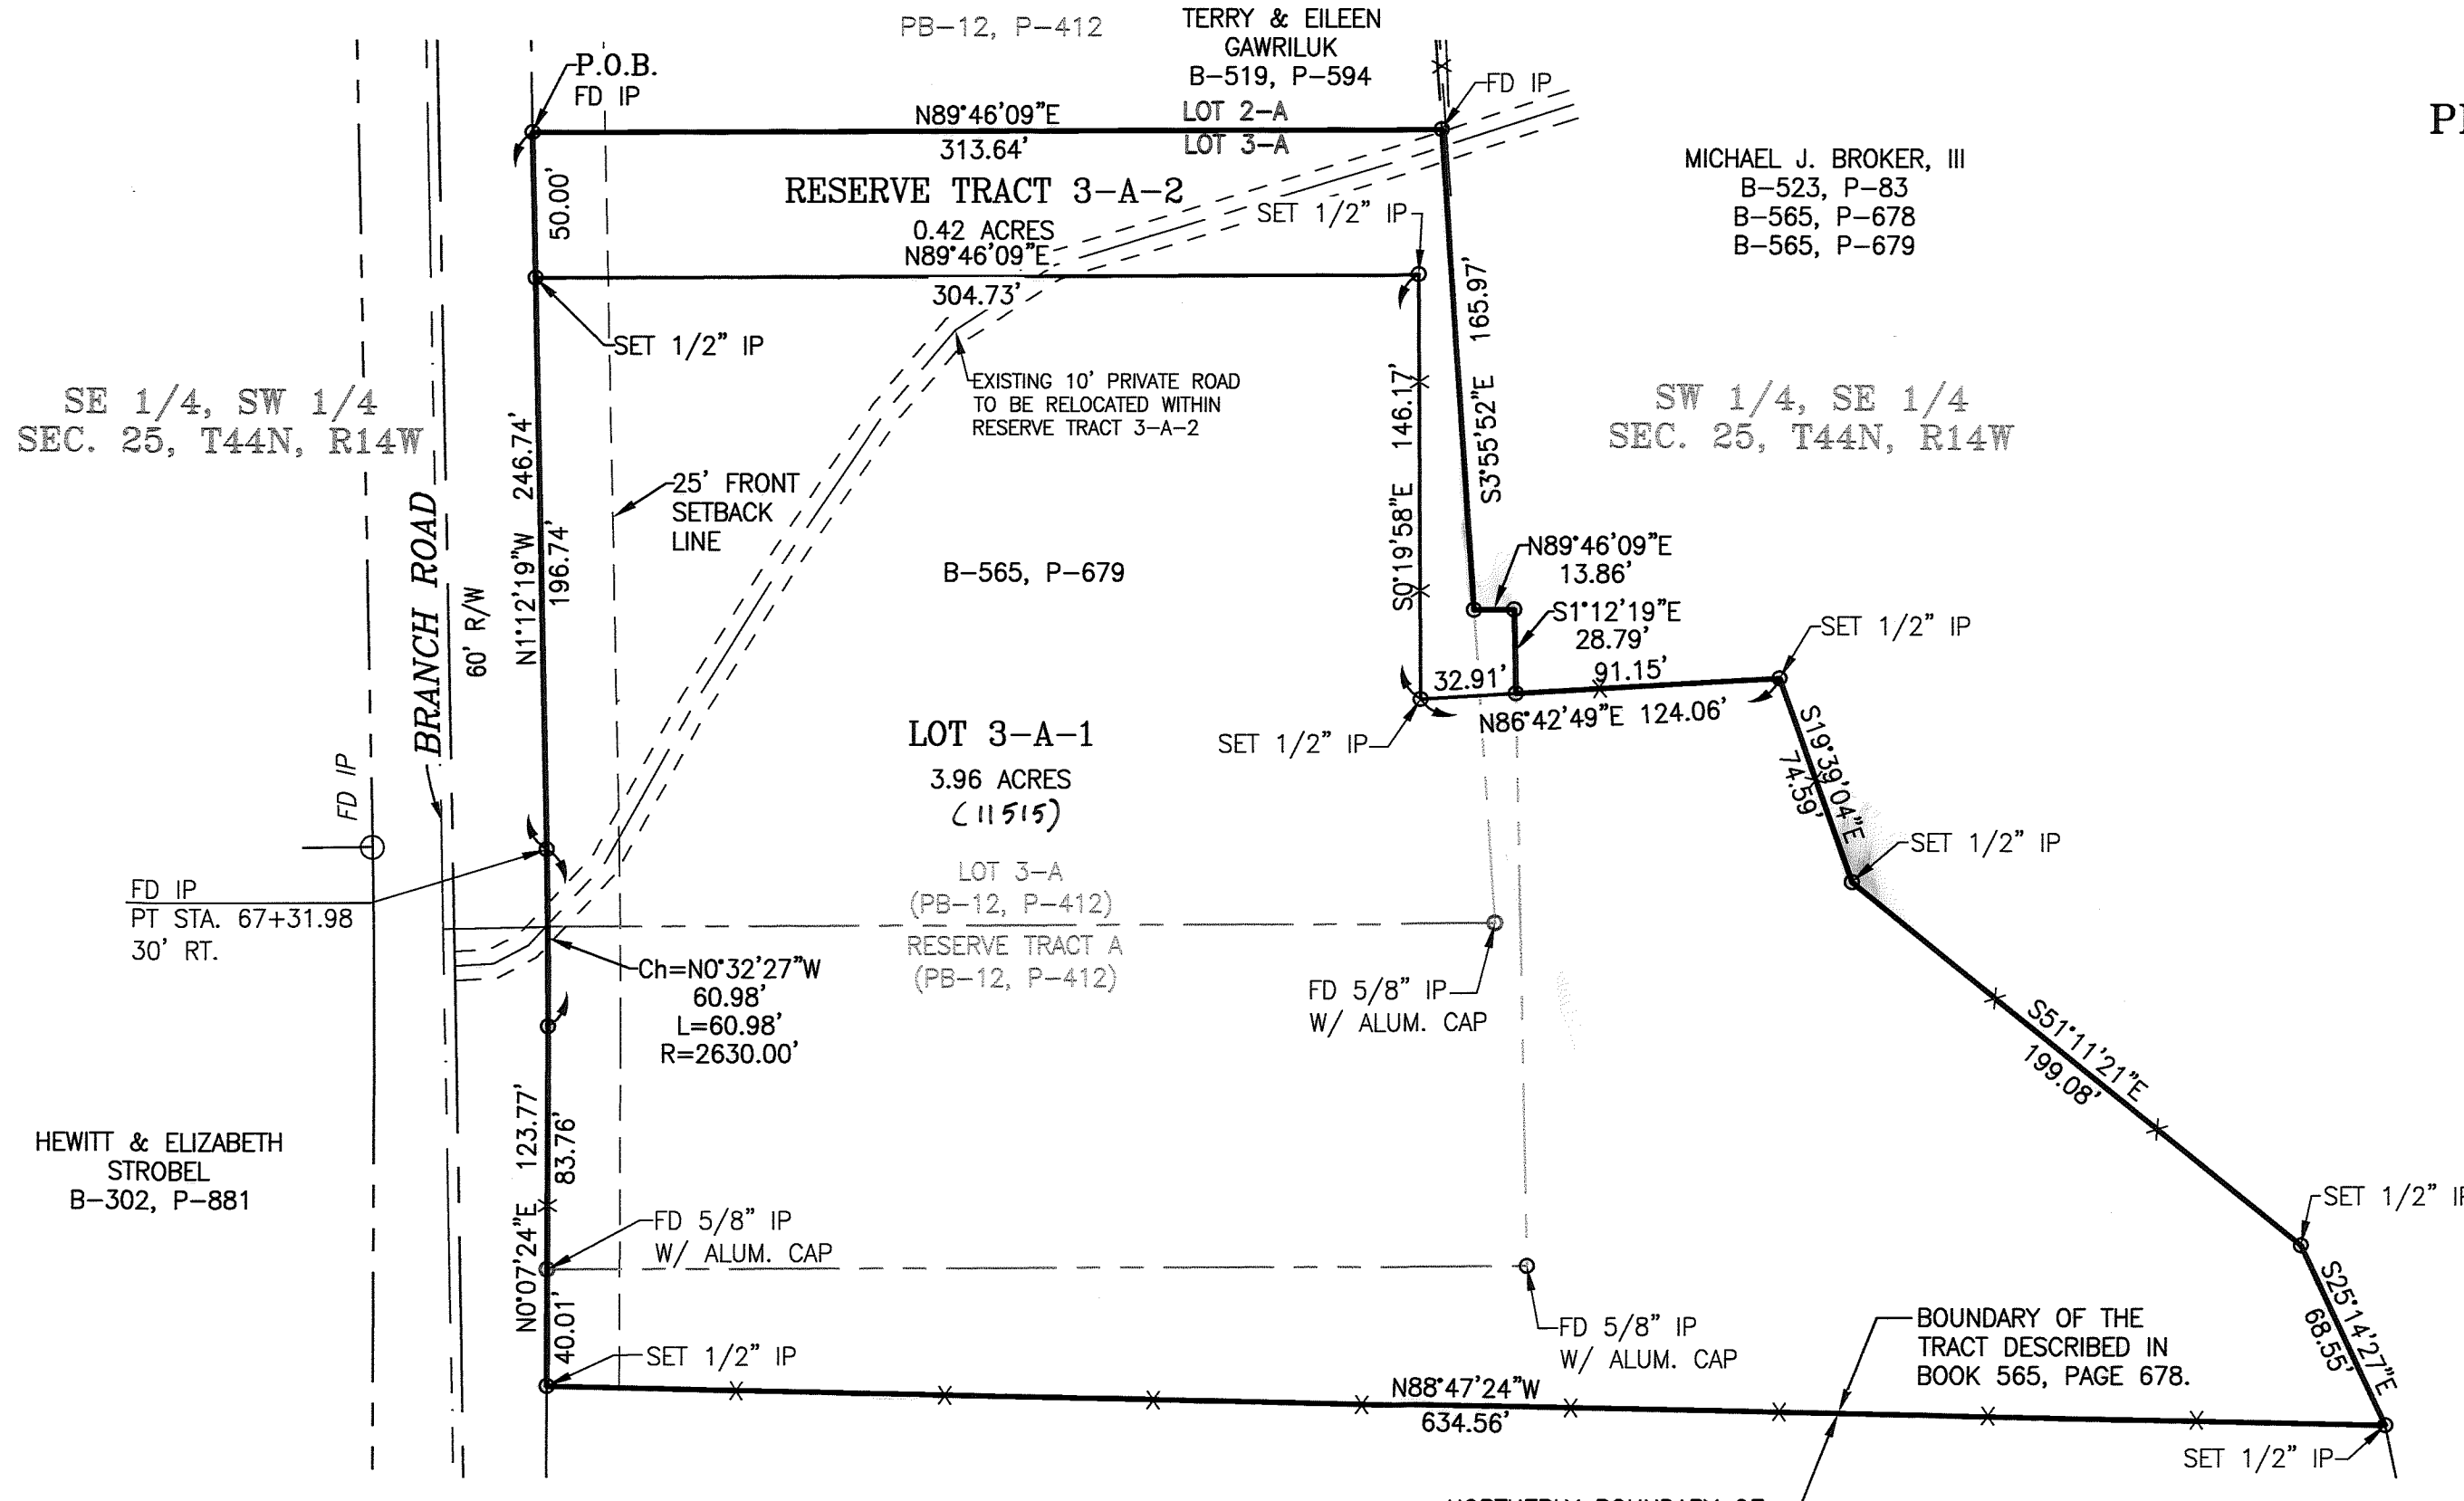 PB-12, P-412
TERRY & EILEEN
GAWRILUK
B-519, P-594
P.O.B.
FD IP
FD IP
N89°46'09"E
313.64'
LOT 2-A
LOT 3-A
MICHAEL J. BROKER, III
B-523, P-83
B-565, P-678
B-565, P-679
50.00'
RESERVE TRACT 3-A-2
0.42 ACRES
N89°46'09"E
304.73'
SET 1/2" IP
SET 1/2" IP
EXISTING 10' PRIVATE ROAD
TO BE RELOCATED WITHIN
RESERVE TRACT 3-A-2
SE 1/4, SW 1/4
SEC. 25, T44N, R14W
SW 1/4, SE 1/4
SEC. 25, T44N, R14W
BRANCH ROAD
60' R/W
N1°12'19"W 246.74'
196.74'
25' FRONT
SETBACK
LINE
B-565, P-679
S0°19'58"E 146.17'
S3°55'52"E 165.97'
N89°46'09"E
13.86'
S1°12'19"E
28.79'
32.91'
91.15'
N86°42'49"E 124.06'
SET 1/2" IP
SET 1/2" IP
LOT 3-A-1
3.96 ACRES
(11515)
S19°39'04"E
74.59'
SET 1/2" IP
FD IP
FD IP
PT STA. 67+31.98
30' RT.
LOT 3-A
(PB-12, P-412)
RESERVE TRACT A
(PB-12, P-412)
Ch=N0°32'27"W
60.98'
L=60.98'
R=2630.00'
FD 5/8" IP
W/ ALUM. CAP
S51°11'21"E
199.08'
HEWITT & ELIZABETH
STROBEL
B-302, P-881
N0°07'24"E 123.77'
83.76'
40.01'
FD 5/8" IP
W/ ALUM. CAP
SET 1/2" IP
SET 1/2" IP
FD 5/8" IP
W/ ALUM. CAP
S25°14'27"E
68.55'
BOUNDARY OF THE
TRACT DESCRIBED IN
BOOK 565, PAGE 678.
N88°47'24"W
634.56'
SET 1/2" IP